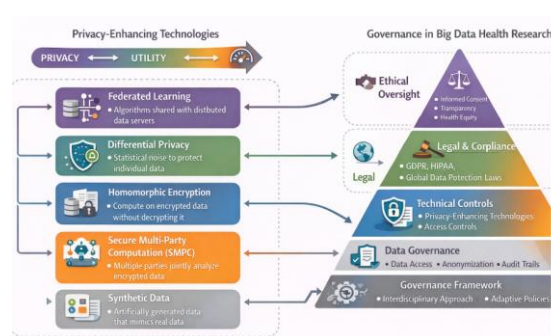 Privacy-Enhancing Technologies
PRIVACY
UTILITY
Federated Learning
• Algorithms shared with distbuted
data servers
Differential Privacy
• Statistical noise to protect
individual data
Homomorphic Encryption
• Compute on encrypted data
without decrypting it
Secure Multi-Party
Computation (SMPC)
• Multiple parties jointly analyze
encrypted data
Synthetic Data
• Artificially generated data
that mimics real data
Governance in Big Data Health Research
Ethical
Oversight
• Informed Consent
• Transparency
• Health Equity
Legal
Legal & Compliance
• GDPR, HIPAA,
• Global Data Potection Laws
Technical Controls
• Privacy-Enhancing Technologies
• Access Controls
Data Governance
• Data Access • Anonymization • Audit Trails
Governance Framework
• Interdisciplinary Approach • Adaptive Policies